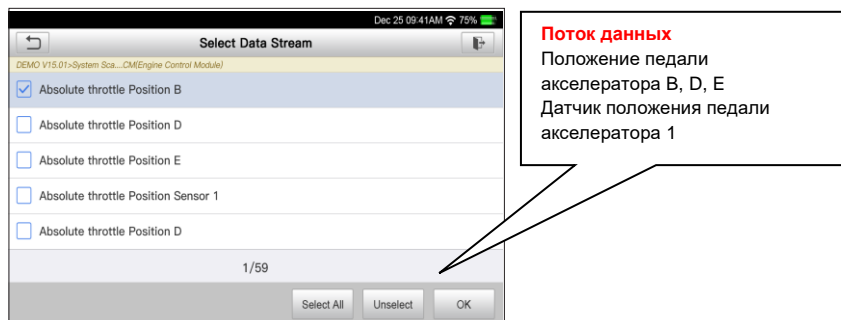 Dec 25 09:41AM 75%
Select Data Stream
DEMO V15.01>System Sca....CM(Engine Control Module)
Absolute throttle Position B
Absolute throttle Position D
Absolute throttle Position E
Absolute throttle Position Sensor 1
Absolute throttle Position D
1/59
Select All Unselect OK
Поток данных
Положение педали
акселератора B, D, E
Датчик положения педали
акселератора 1